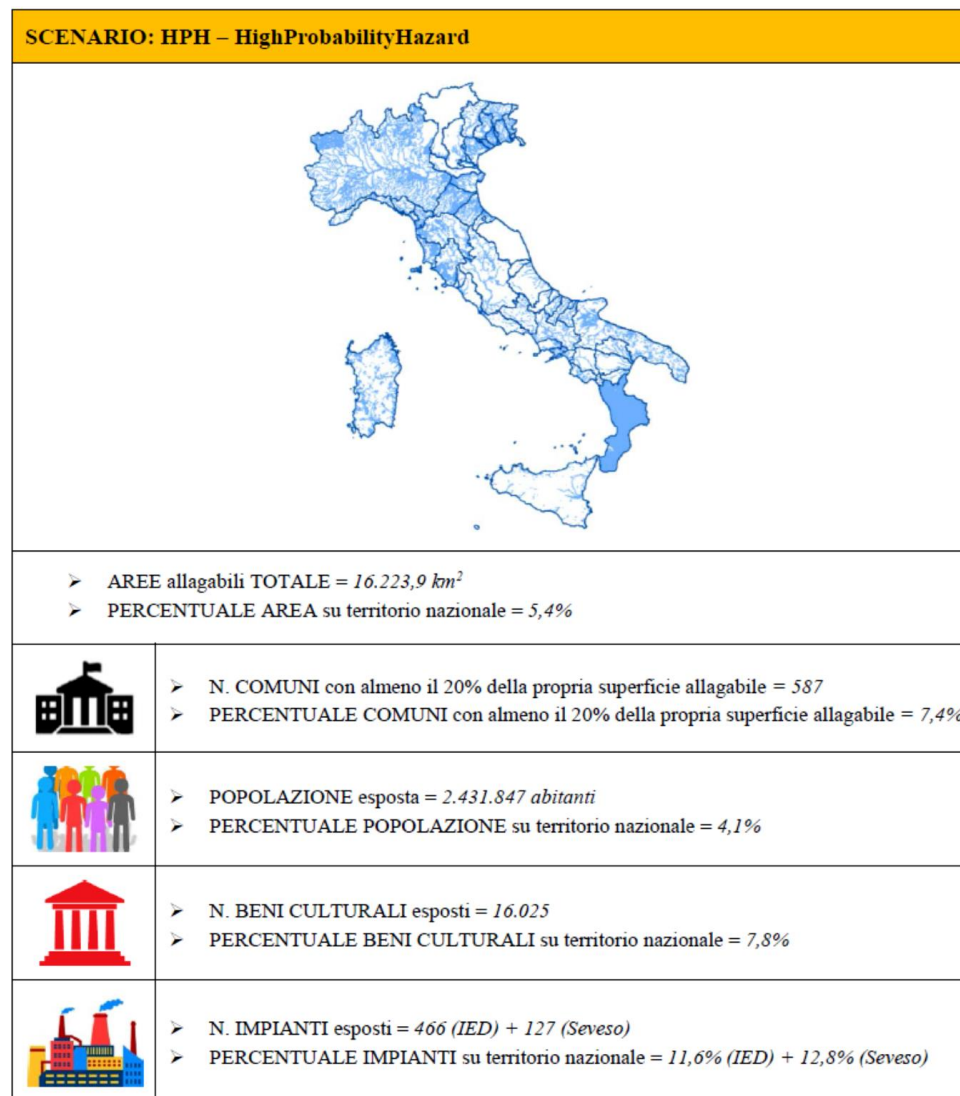 SCENARIO: HPH – HighProbabilityHazard
➢ AREE allagabili TOTALE = 16.223,9 km²
➢ PERCENTUALE AREA su territorio nazionale = 5,4%
➢ N. COMUNI con almeno il 20% della propria superficie allagabile = 587
➢ PERCENTUALE COMUNI con almeno il 20% della propria superficie allagabile = 7,4%
➢ POPOLAZIONE esposta = 2.431.847 abitanti
➢ PERCENTUALE POPOLAZIONE su territorio nazionale = 4,1%
➢ N. BENI CULTURALI esposti = 16.025
➢ PERCENTUALE BENI CULTURALI su territorio nazionale = 7,8%
➢ N. IMPIANTI esposti = 466 (IED) + 127 (Seveso)
➢ PERCENTUALE IMPIANTI su territorio nazionale = 11,6% (IED) + 12,8% (Seveso)